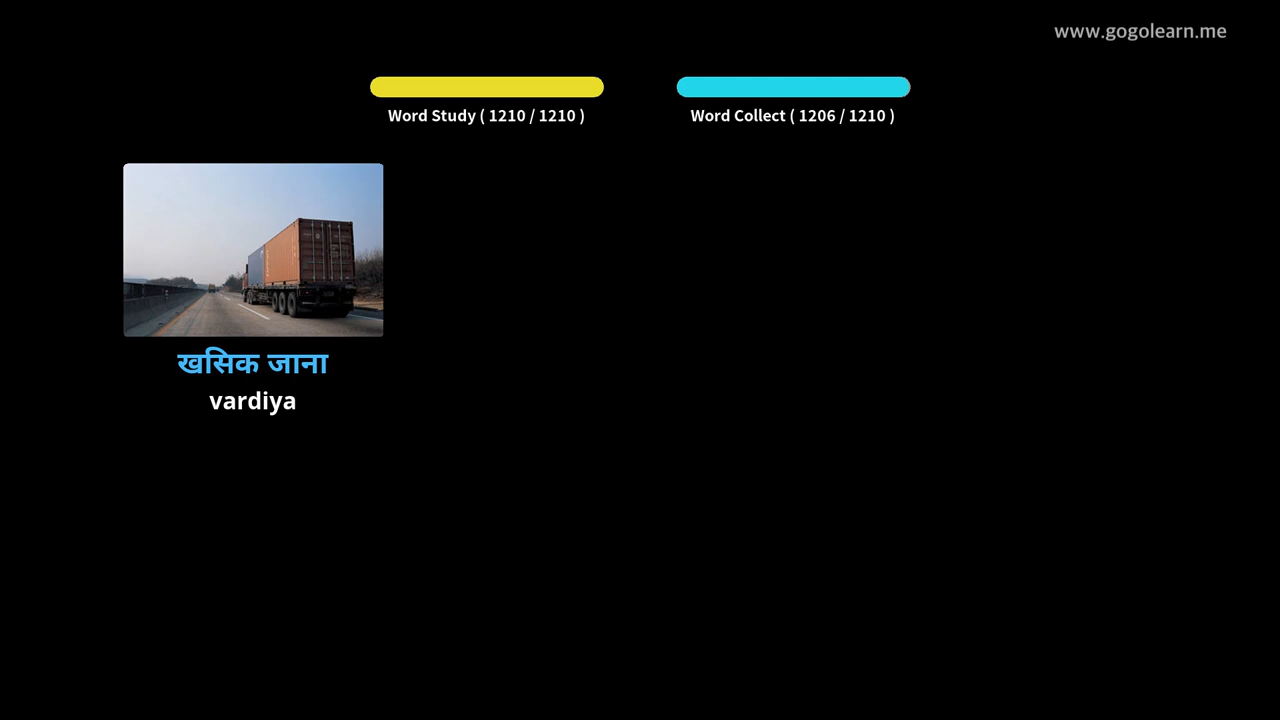 www.gogolearn.me
Word Study ( 1210 / 1210 )
Word Collect ( 1206 / 1210 )
खसिक जाना
vardiya